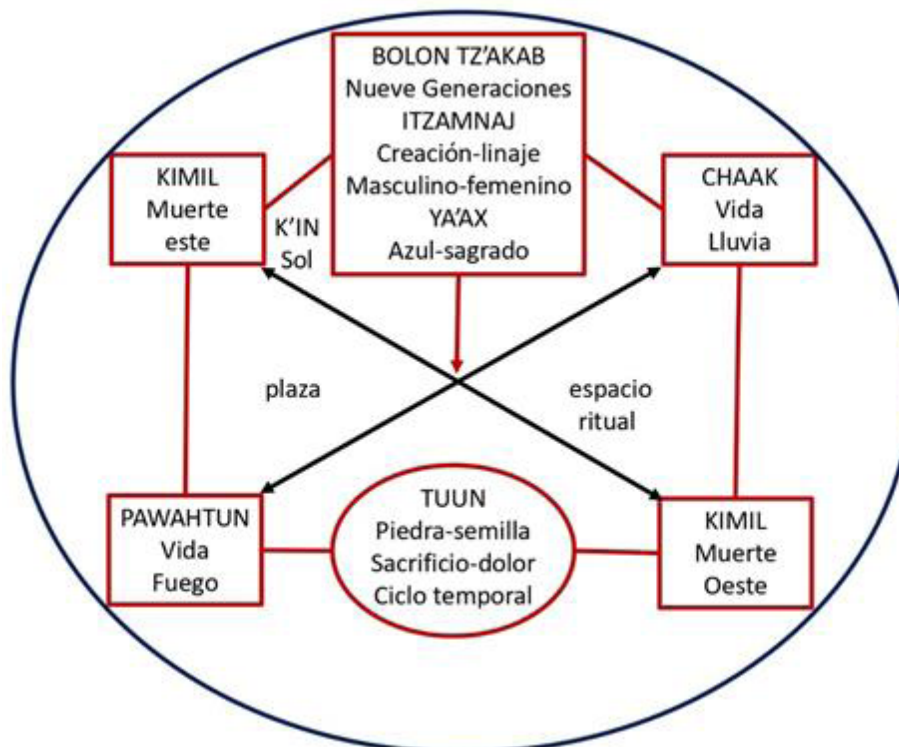 BOLON TZ'AKAB
Nueve Generaciones
ITZAMNAJ
Creación-linaje
Masculino-femenino
YA'AX
Azul-sagrado
KIMIL
Muerte
este
K'IN
Sol
CHAAK
Vida
Lluvia
plaza
espacio
ritual
PAWAHTUN
Vida
Fuego
TUUN
Piedra-semilla
Sacrificio-dolor
Ciclo temporal
KIMIL
Muerte
Oeste